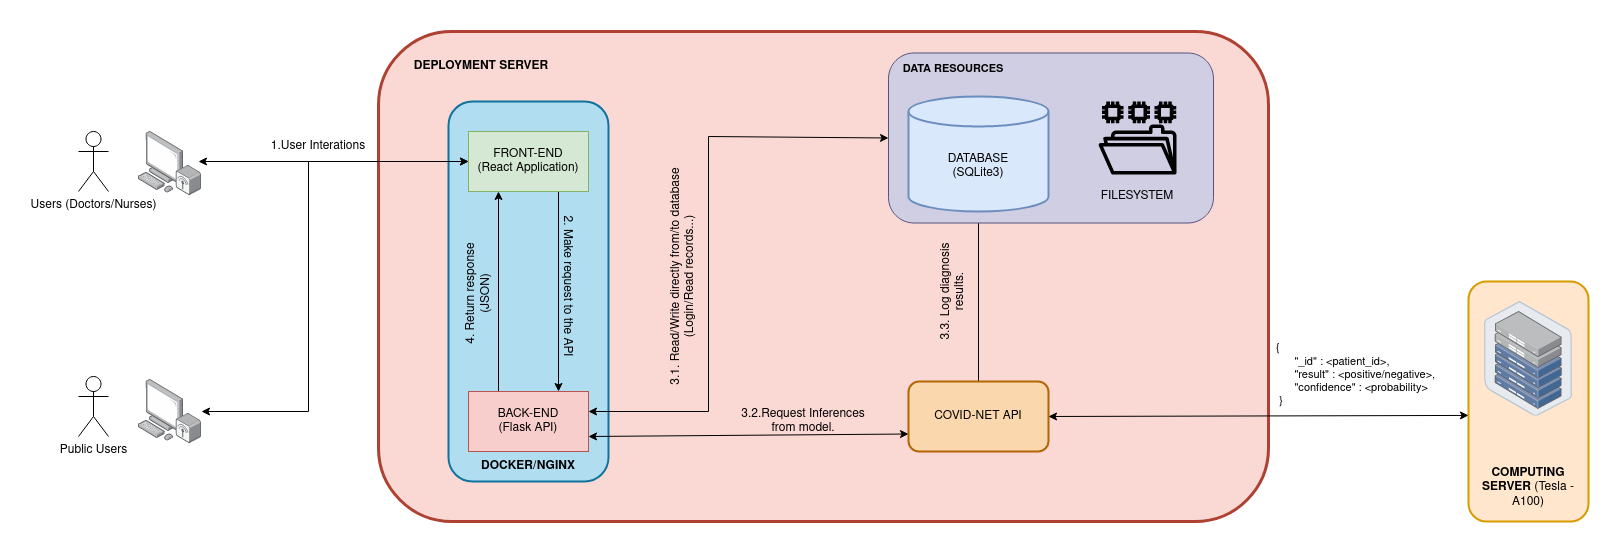 DEPLOYMENT SERVER
DATA RESOURCES
1.User Interations
FRONT-END
(React Application)
DATABASE
(SQLite3)
FILESYSTEM
Users (Doctors/Nurses)
4. Return response
(JSON)
2. Make request to the API
3.1. Read/Write directly from/to database
(Login/Read records...)
3.3. Log diagnosis
results.
{
"_id" : <patient_id>,
"result" : <positive/negative>,
"confidence" : <probability>
}
BACK-END
(Flask API)
3.2.Request Inferences
from model.
COVID-NET API
Public Users
DOCKER/NGINX
COMPUTING
SERVER (Tesla -
A100)